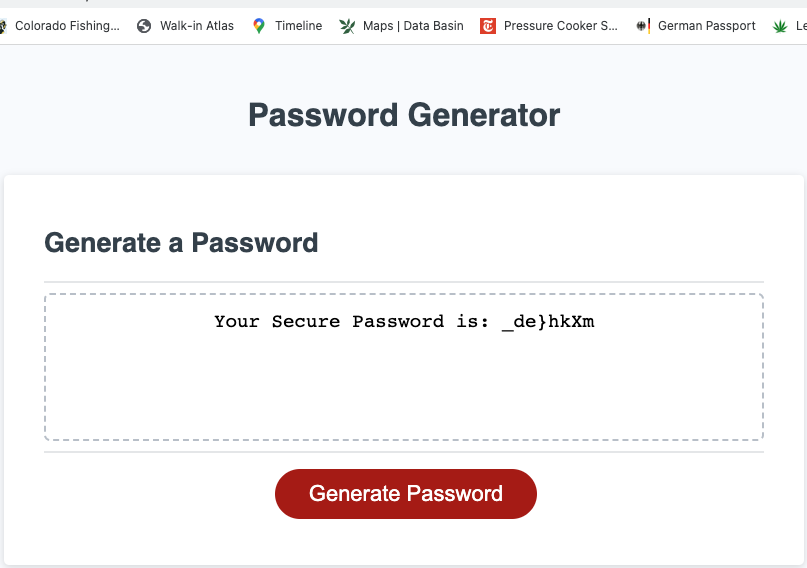 Colorado Fishing... Walk-in Atlas Timeline Maps | Data Basin Pressure Cooker S... German Passport Le
Password Generator
Generate a Password
Your Secure Password is: _de}hkXm
Generate Password